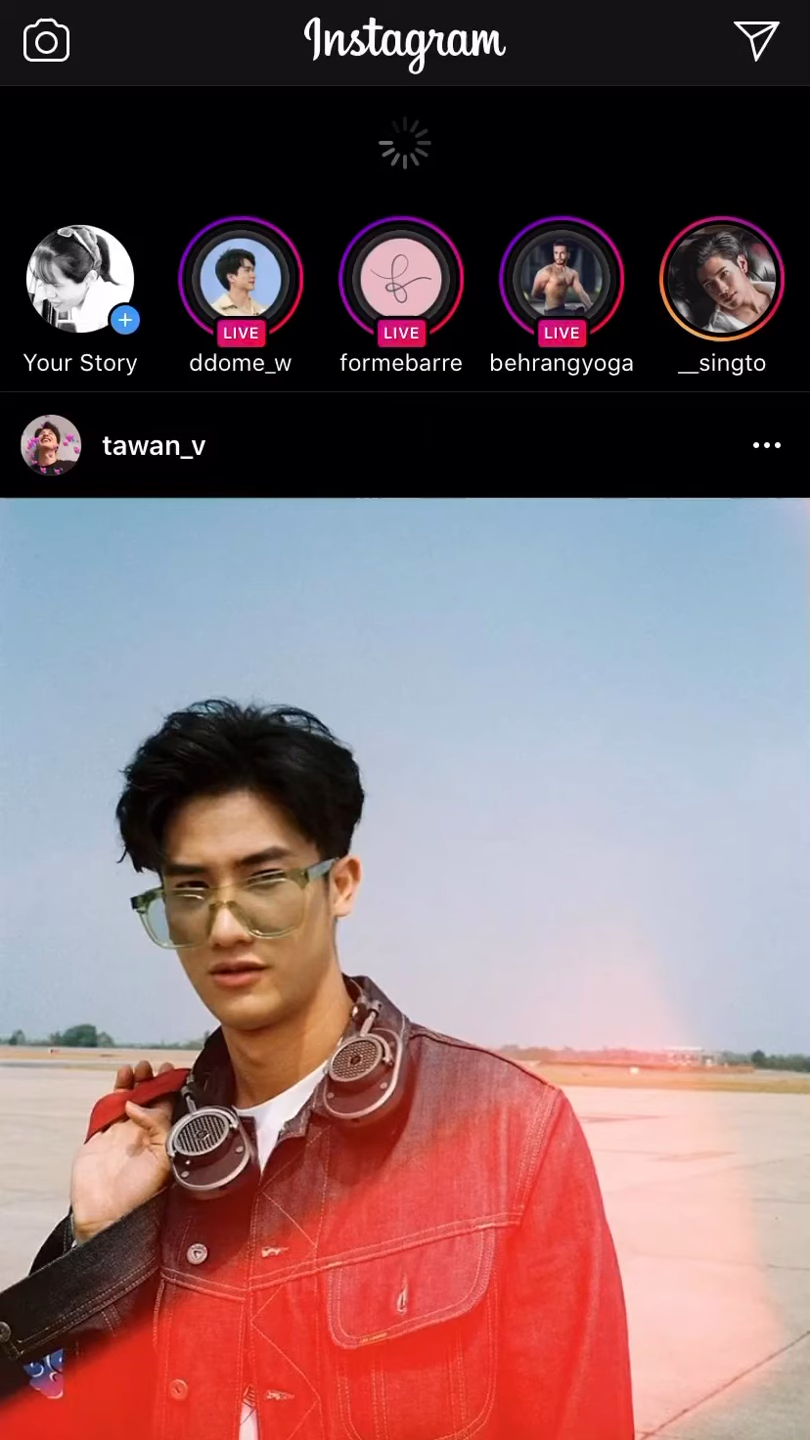 Instagram
LIVE
LIVE
LIVE
Your Story
ddome_w
formebarre
behrangyoga
__singto
tawan_v